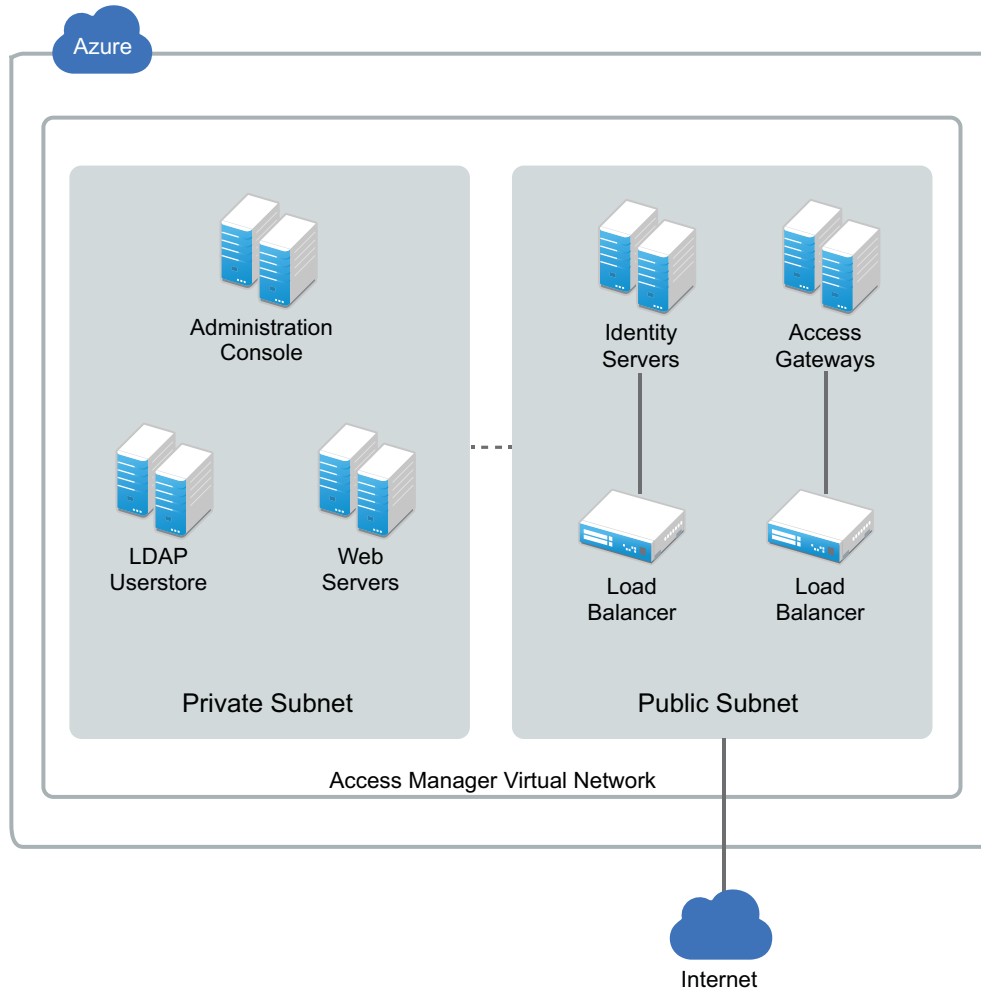 Azure
Administration
Console
Identity
Servers
Access
Gateways
LDAP
Userstore
Web
Servers
Load
Balancer
Load
Balancer
Private Subnet
Public Subnet
Access Manager Virtual Network
Internet